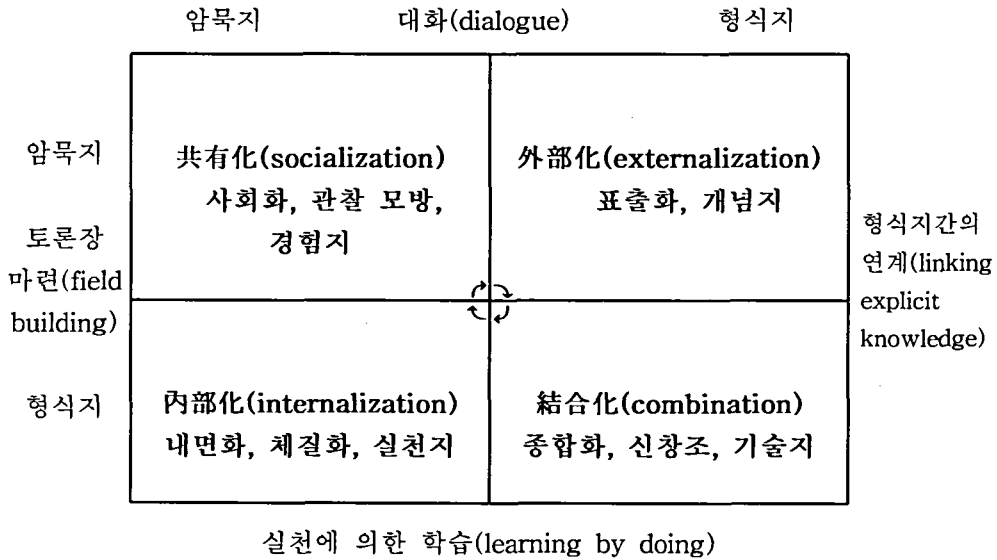 암묵지 대화(dialogue) 형식지
암묵지
共有化(socialization)
사회화, 관찰 모방,
경험지
外部化(externalization)
표출화, 개념지
토론장
마련(field
building)
형식지간의
연계(linking
explicit
knowledge)
형식지
內部化(internalization)
내면화, 체질화, 실천지
結合化(combination)
종합화, 신창조, 기술지
실천에 의한 학습(learning by doing)